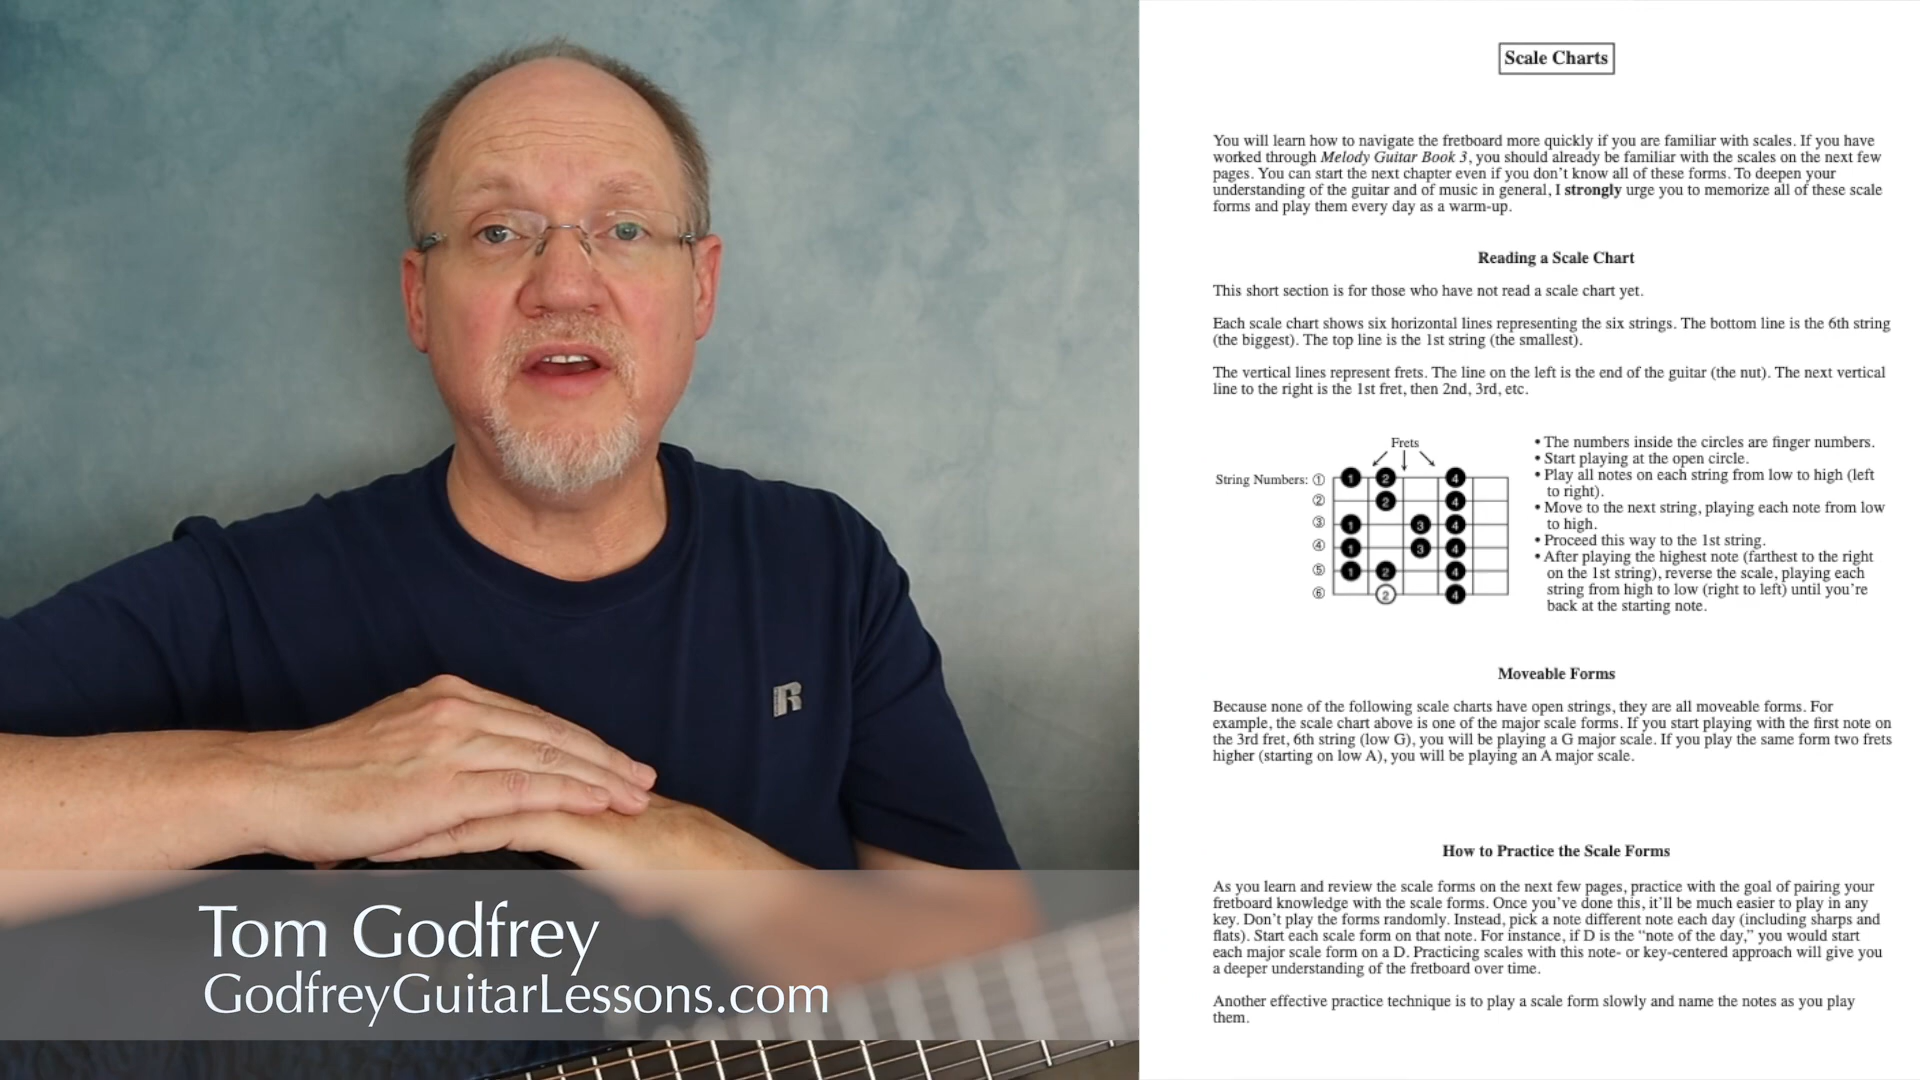 Scale Charts
You will learn how to navigate the fretboard more quickly if you are familiar with scales. If you have
worked through Melody Guitar Book 3, you should already be familiar with the scales on the next few
pages. You can start the next chapter even if you don't know all of these forms. To deepen your
understanding of the guitar and of music in general, I strongly urge you to memorize all of these scale
forms and play them every day as a warm-up.
Reading a Scale Chart
This short section is for those who have not read a scale chart yet.
Each scale chart shows six horizontal lines representing the six strings. The bottom line is the 6th string
(the biggest). The top line is the 1st string (the smallest).
The vertical lines represent frets. The line on the left is the end of the guitar (the nut). The next vertical
line to the right is the 1st fret, then 2nd, 3rd, etc.
Frets
String Numbers: ① 1 2 4
② 2 4
③ 1 3 4
④ 1 3 4
⑤ 1 2 4
⑥ 2 4
• The numbers inside the circles are finger numbers.
• Start playing at the open circle.
• Play all notes on each string from low to high (left
to right).
• Move to the next string, playing each note from low
to high.
• Proceed this way to the 1st string.
• After playing the highest note (farthest to the right
on the 1st string), reverse the scale, playing each
string from high to low (right to left) until you're
back at the starting note.
Moveable Forms
Because none of the following scale charts have open strings, they are all moveable forms. For
example, the scale chart above is one of the major scale forms. If you start playing with the first note on
the 3rd fret, 6th string (low G), you will be playing a G major scale. If you play the same form two frets
higher (starting on low A), you will be playing an A major scale.
How to Practice the Scale Forms
As you learn and review the scale forms on the next few pages, practice with the goal of pairing your
fretboard knowledge with the scale forms. Once you've done this, it'll be much easier to play in any
key. Don't play the forms randomly. Instead, pick a note different note each day (including sharps and
flats). Start each scale form on that note. For instance, if D is the "note of the day," you would start
each major scale form on a D. Practicing scales with this note- or key-centered approach will give you
a deeper understanding of the fretboard over time.
Another effective practice technique is to play a scale form slowly and name the notes as you play
them.
R
Tom Godfrey
GodfreyGuitarLessons.com